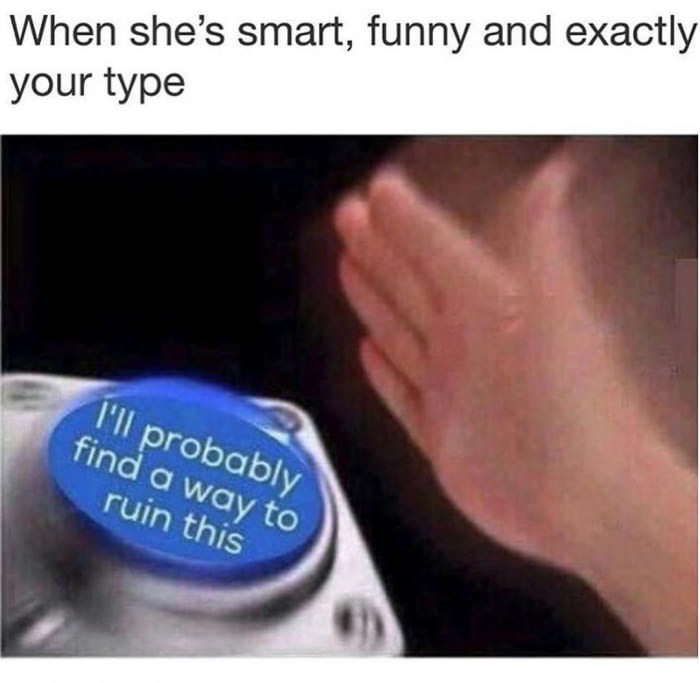 When she’s smart, funny and exactly
your type
I'll probably
find a way to
ruin this